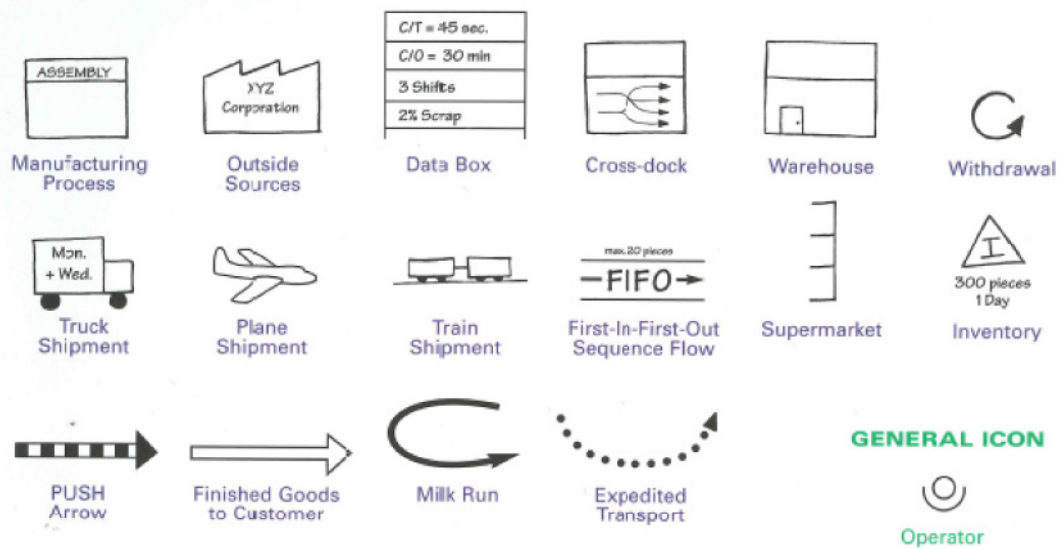 ASSEMBLY
Manufacturing
Process
XYZ
Corporation
Outside
Sources
C/T = 45 sec.
C/O = 30 min
3 Shifts
2% Scrap
Data Box
Cross-dock
Warehouse
Withdrawal
Mon.
+ Wed.
Truck
Shipment
Plane
Shipment
Train
Shipment
max. 20 pieces
FIFO
First-In-First-Out
Sequence Flow
Supermarket
I
300 pieces
1 Day
Inventory
PUSH
Arrow
Finished Goods
to Customer
Milk Run
Expedited
Transport
GENERAL ICON
Operator